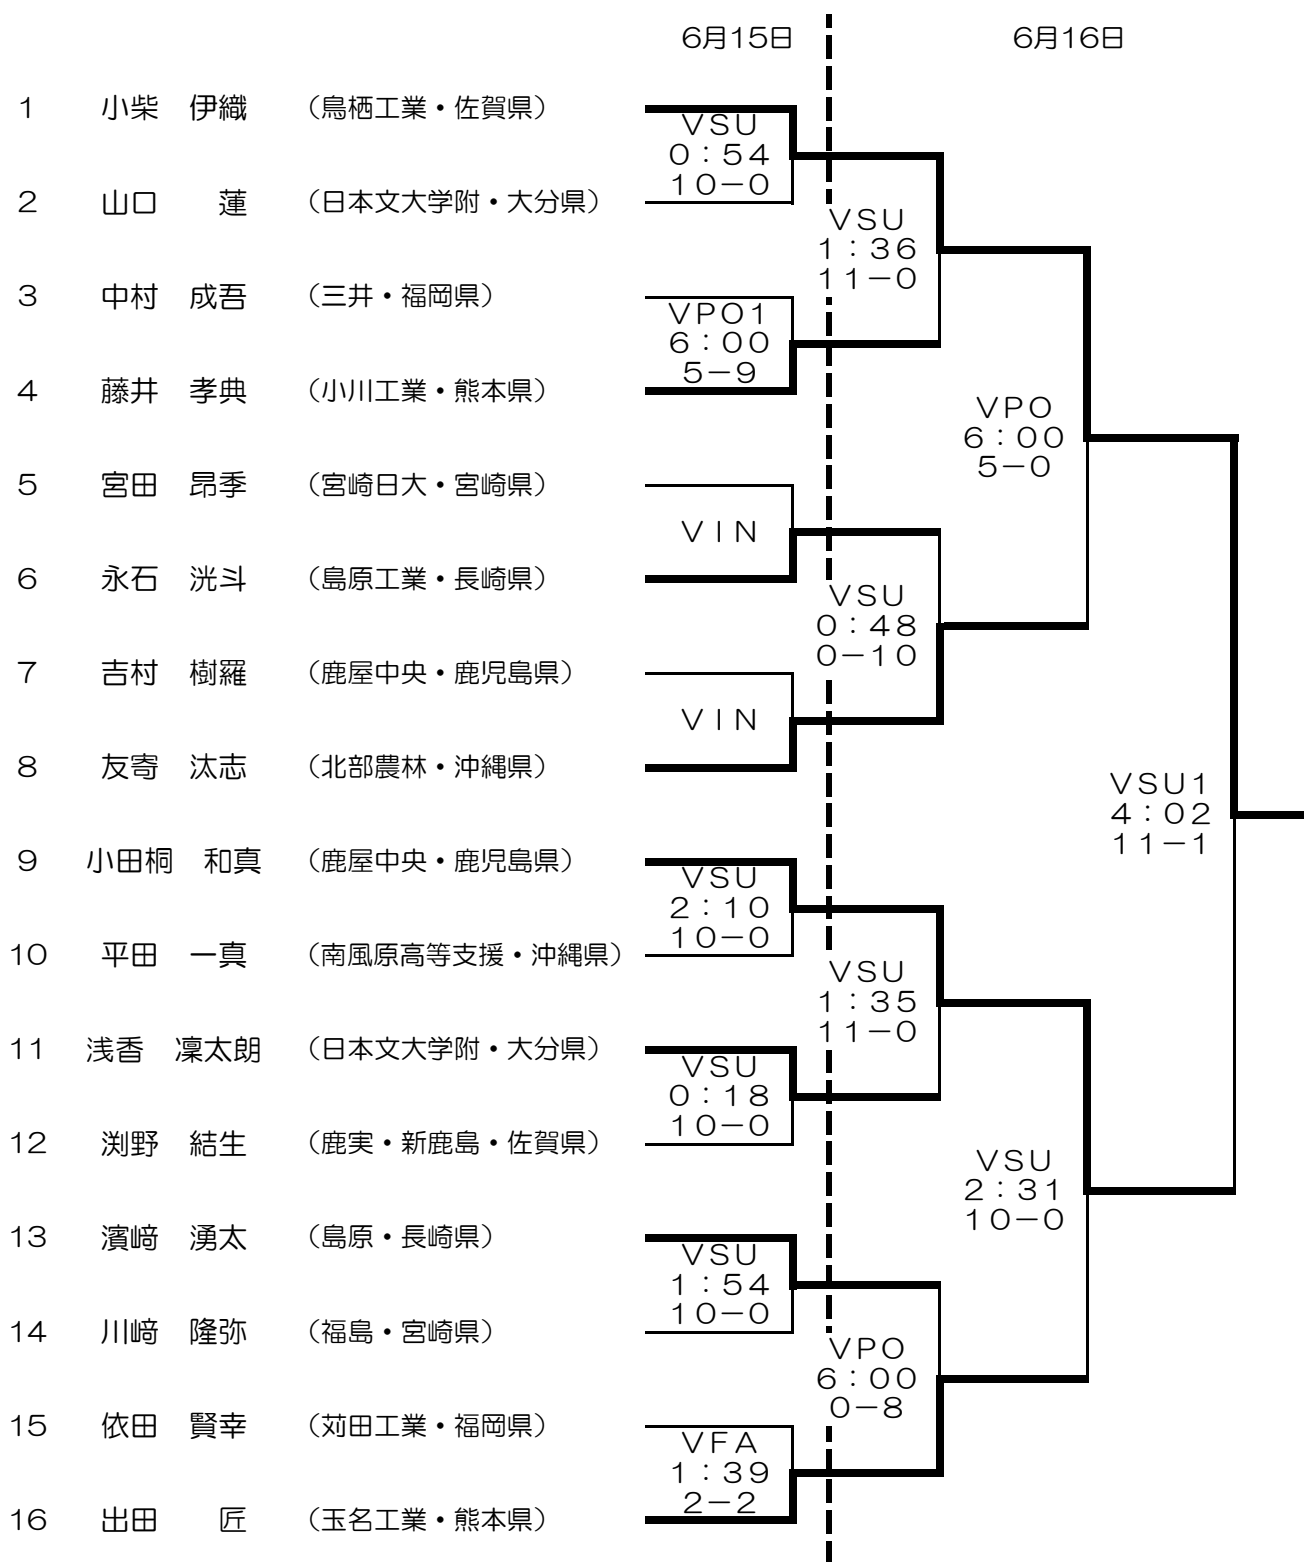 6月15日 6月16日
1 小柴 伊織 （鳥栖工業・佐賀県）
VSU
0：54
10－0
2 山口 蓮 （日本文大学附・大分県）
VSU
1：36
11－0
3 中村 成吾 （三井・福岡県）
VPO1
6：00
5－9
4 藤井 孝典 （小川工業・熊本県）
VPO
6：00
5－0
5 宮田 昂季 （宮崎日大・宮崎県）
VIN
6 永石 洸斗 （島原工業・長崎県）
VSU
0：48
0－10
7 吉村 樹羅 （鹿屋中央・鹿児島県）
VIN
8 友寄 汰志 （北部農林・沖縄県）
VSU1
4：02
11－1
9 小田桐 和真 （鹿屋中央・鹿児島県）
VSU
2：10
10－0
10 平田 一真 （南風原高等支援・沖縄県）
VSU
1：35
11－0
11 浅香 凜太朗 （日本文大学附・大分県）
VSU
0：18
10－0
12 渕野 結生 （鹿実・新鹿島・佐賀県）
VSU
2：31
10－0
13 濱﨑 湧太 （島原・長崎県）
VSU
1：54
10－0
14 川﨑 隆弥 （福島・宮崎県）
VPO
6：00
0－8
15 依田 賢幸 （苅田工業・福岡県）
VFA
1：39
2－2
16 出田 匠 （玉名工業・熊本県）